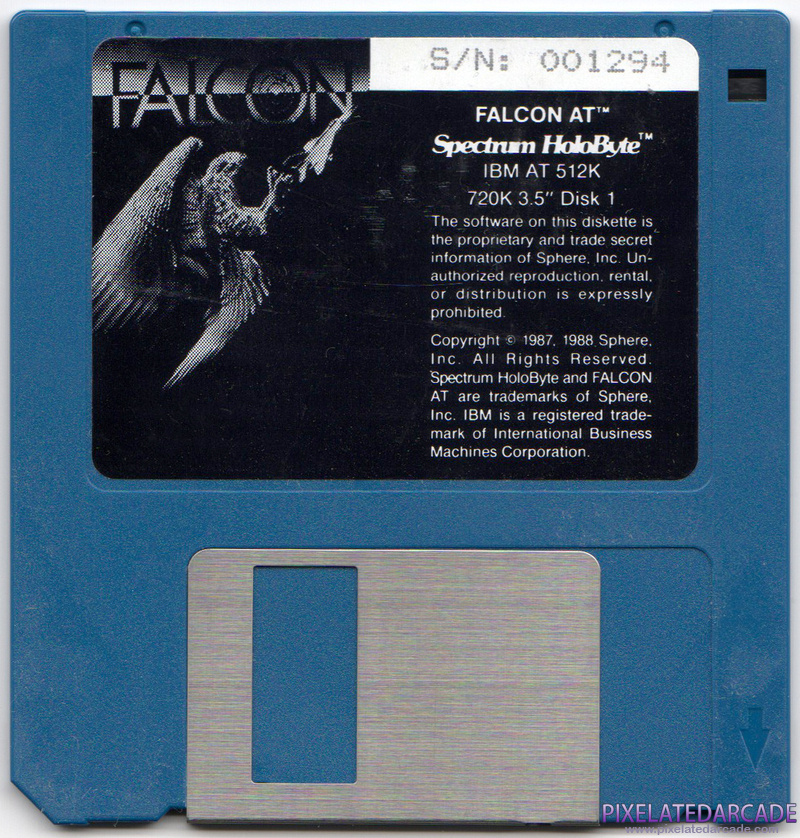 FALCON
S/N: 001294
FALCON AT™
Spectrum HoloByte™
IBM AT 512K
720K 3.5" Disk 1
The software on this diskette is
the proprietary and trade secret
information of Sphere, Inc. Un-
authorized reproduction, rental,
or distribution is expressly
prohibited.
Copyright © 1987, 1988 Sphere,
Inc. All Rights Reserved.
Spectrum HoloByte and FALCON
AT are trademarks of Sphere,
Inc. IBM is a registered trade-
mark of International Business
Machines Corporation.
PIXELATEDARCADE
www.pixelatedarcade.com